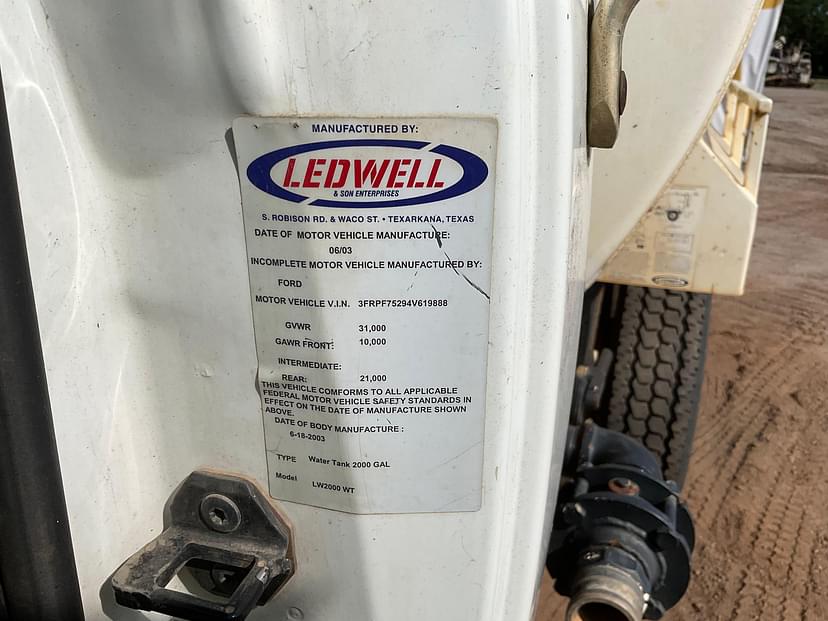 MANUFACTURED BY:
LEDWELL
& SON ENTERPRISES
S. ROBISON RD. & WACO ST. • TEXARKANA, TEXAS
DATE OF MOTOR VEHICLE MANUFACTURE:
06/03
INCOMPLETE MOTOR VEHICLE MANUFACTURED BY:
FORD
MOTOR VEHICLE V.I.N. 3FRPF75294V619888
GVWR 31,000
GAWR FRONT: 10,000
INTERMEDIATE:
REAR: 21,000
THIS VEHICLE COMFORMS TO ALL APPLICABLE
FEDERAL MOTOR VEHICLE SAFETY STANDARDS IN
EFFECT ON THE DATE OF MANUFACTURE SHOWN
ABOVE.
DATE OF BODY MANUFACTURE :
6-18-2003
TYPE Water Tank 2000 GAL
Model LW2000 WT